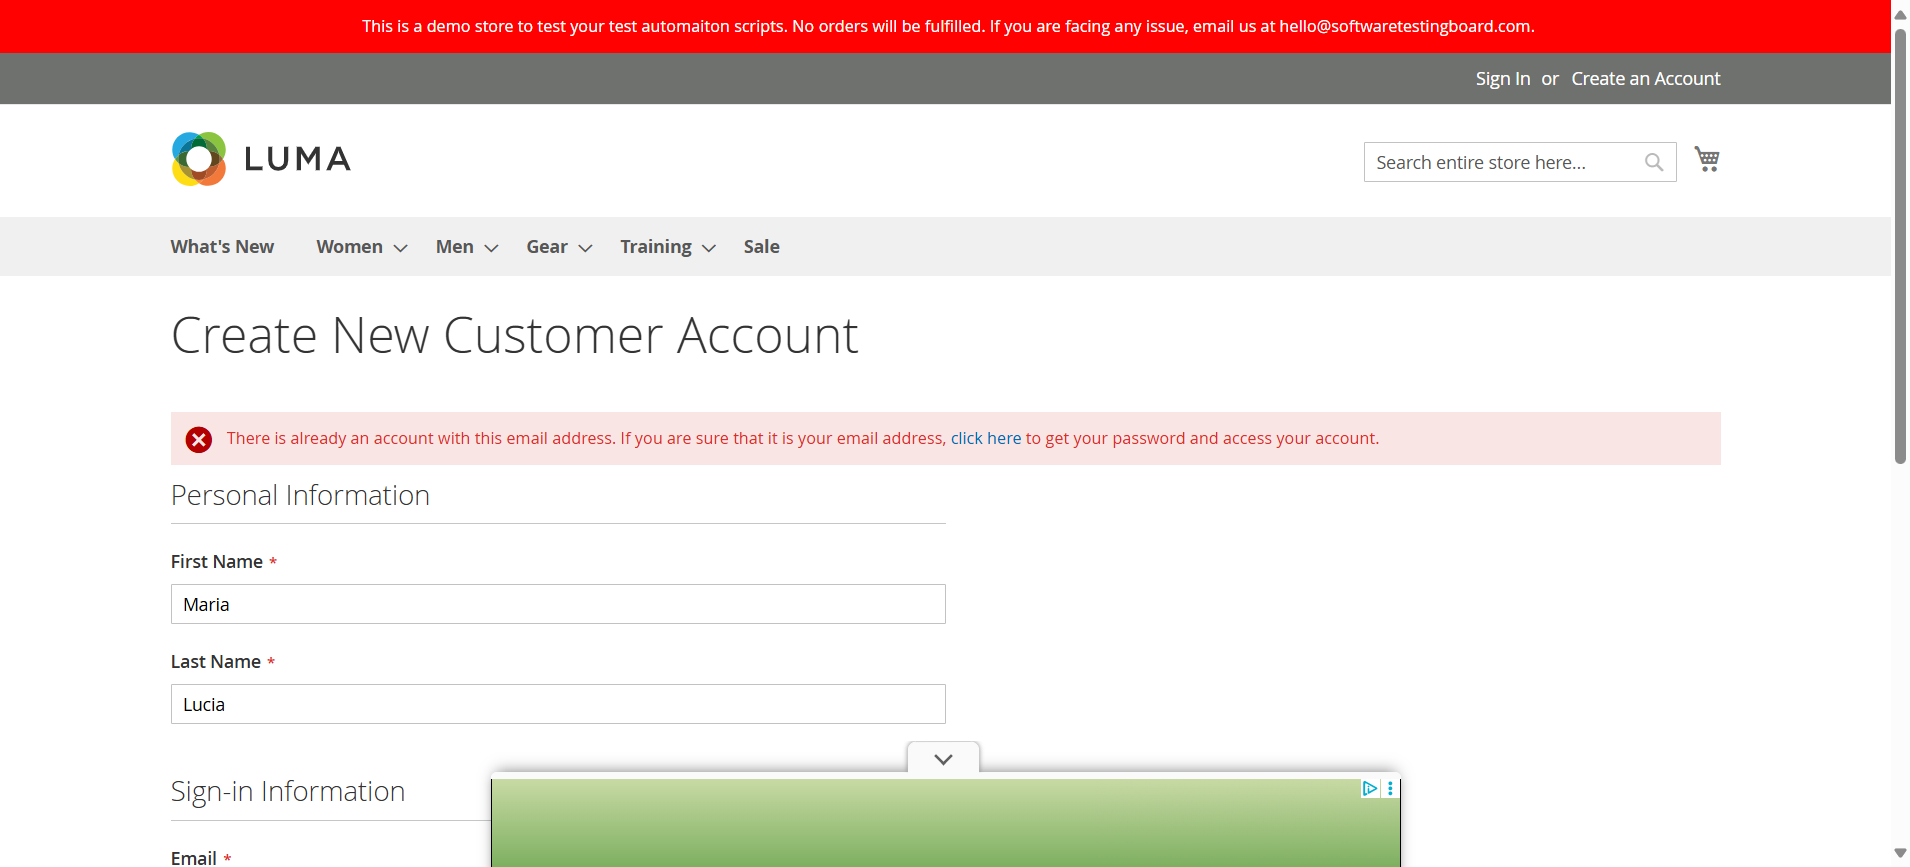 This is a demo store to test your test automaiton scripts. No orders will be fulfilled. If you are facing any issue, email us at hello@softwaretestingboard.com.
Sign In or Create an Account
LUMA
Search entire store here...
What's New Women Men Gear Training Sale
Create New Customer Account
There is already an account with this email address. If you are sure that it is your email address, click here to get your password and access your account.
Personal Information
First Name *
Maria
Last Name *
Lucia
Sign-in Information
Email *